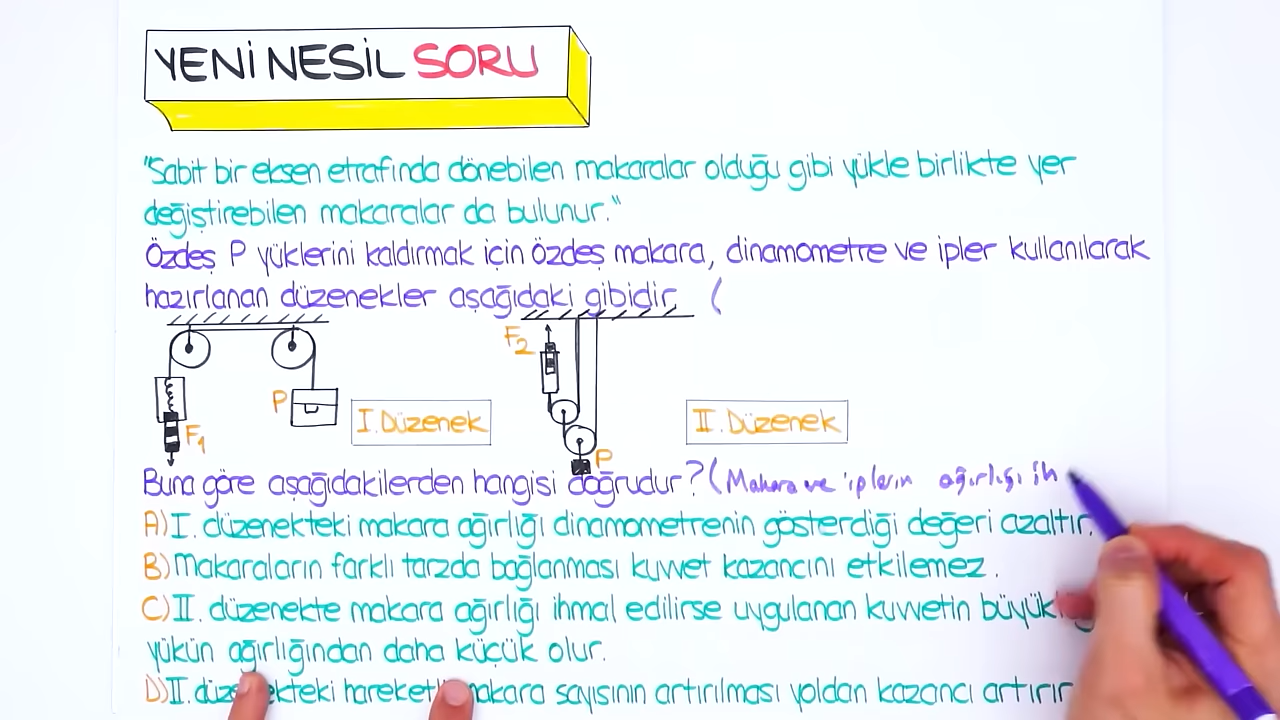 YENİ NESİL SORU
"Sabit bir eksen etrafında dönebilen makaralar olduğu gibi yükle birlikte yer
değiştirebilen makaralar da bulunur."
Özdeş P yüklerini kaldırmak için özdeş makara, dinamometre ve ipler kullanılarak
hazırlanan düzenekler aşağıdaki gibidir. (
F1
P
I. Düzenek
F2
P
II. Düzenek
Buna göre aşağıdakilerden hangisi doğrudur? (Makara ve iplerin ağırlığı ih
A) I. düzenekteki makara ağırlığı dinamometrenin gösterdiği değeri azaltır.
B) Makaraların farklı tarzda bağlanması kuvvet kazancını etkilemez.
C) II. düzenekte makara ağırlığı ihmal edilirse uygulanan kuvvetin
yükün ağırlığından daha küçük olur.
D) II. hareketli makara sayısının artırılması yoldan kazancı artırır